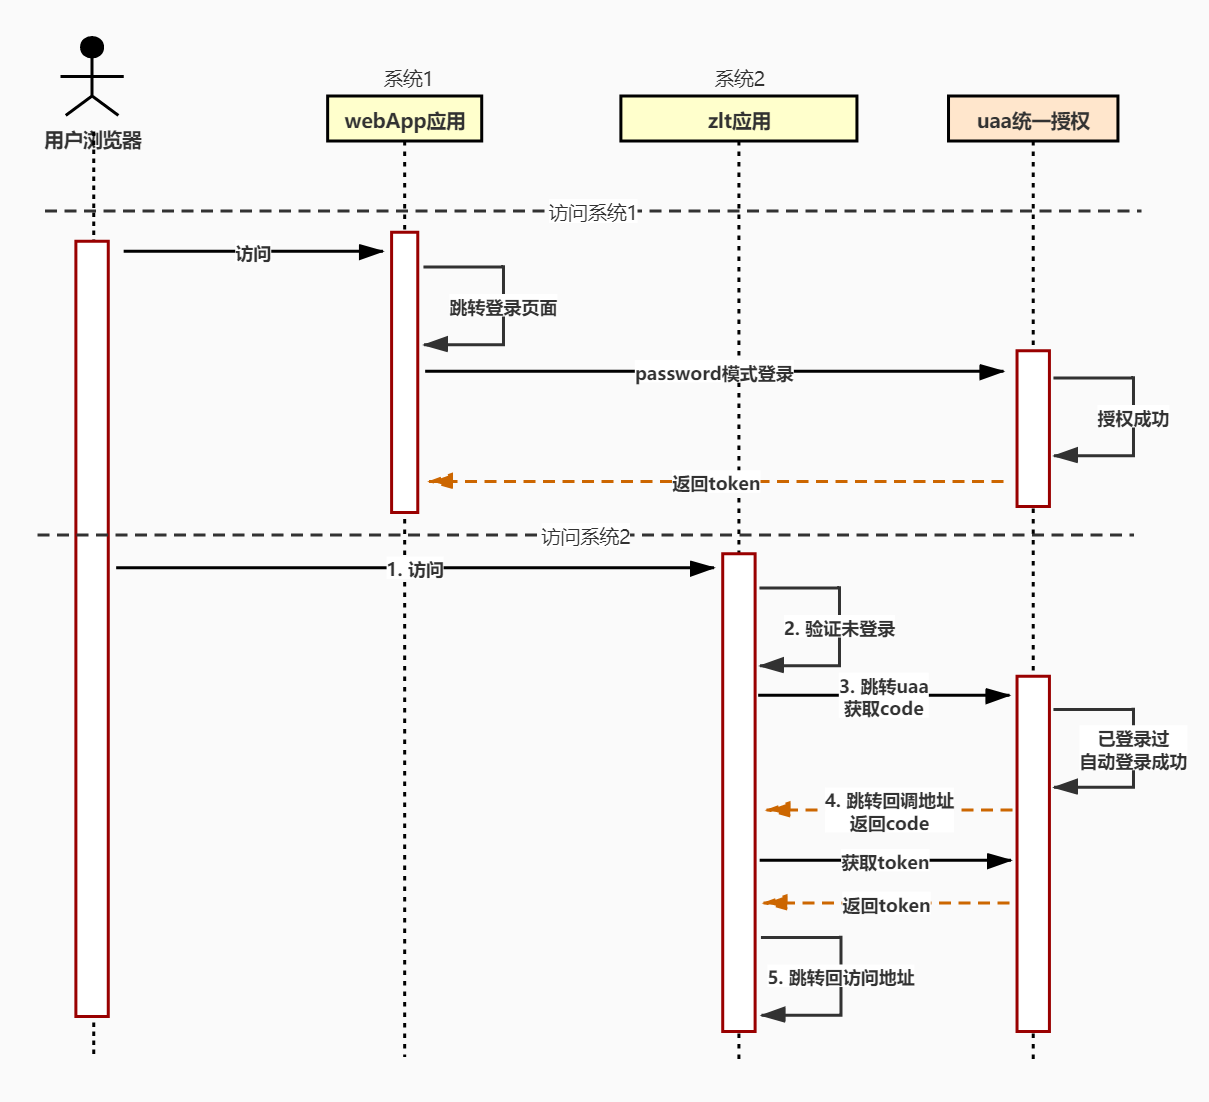 系统1
系统2
用户浏览器
webApp应用
zlt应用
uaa统一授权
访问系统1
访问
跳转登录页面
password模式登录
授权成功
返回token
访问系统2
1. 访问
2. 验证未登录
3. 跳转uaa
获取code
已登录过
自动登录成功
4. 跳转回调地址
返回code
获取token
返回token
5. 跳转回访问地址